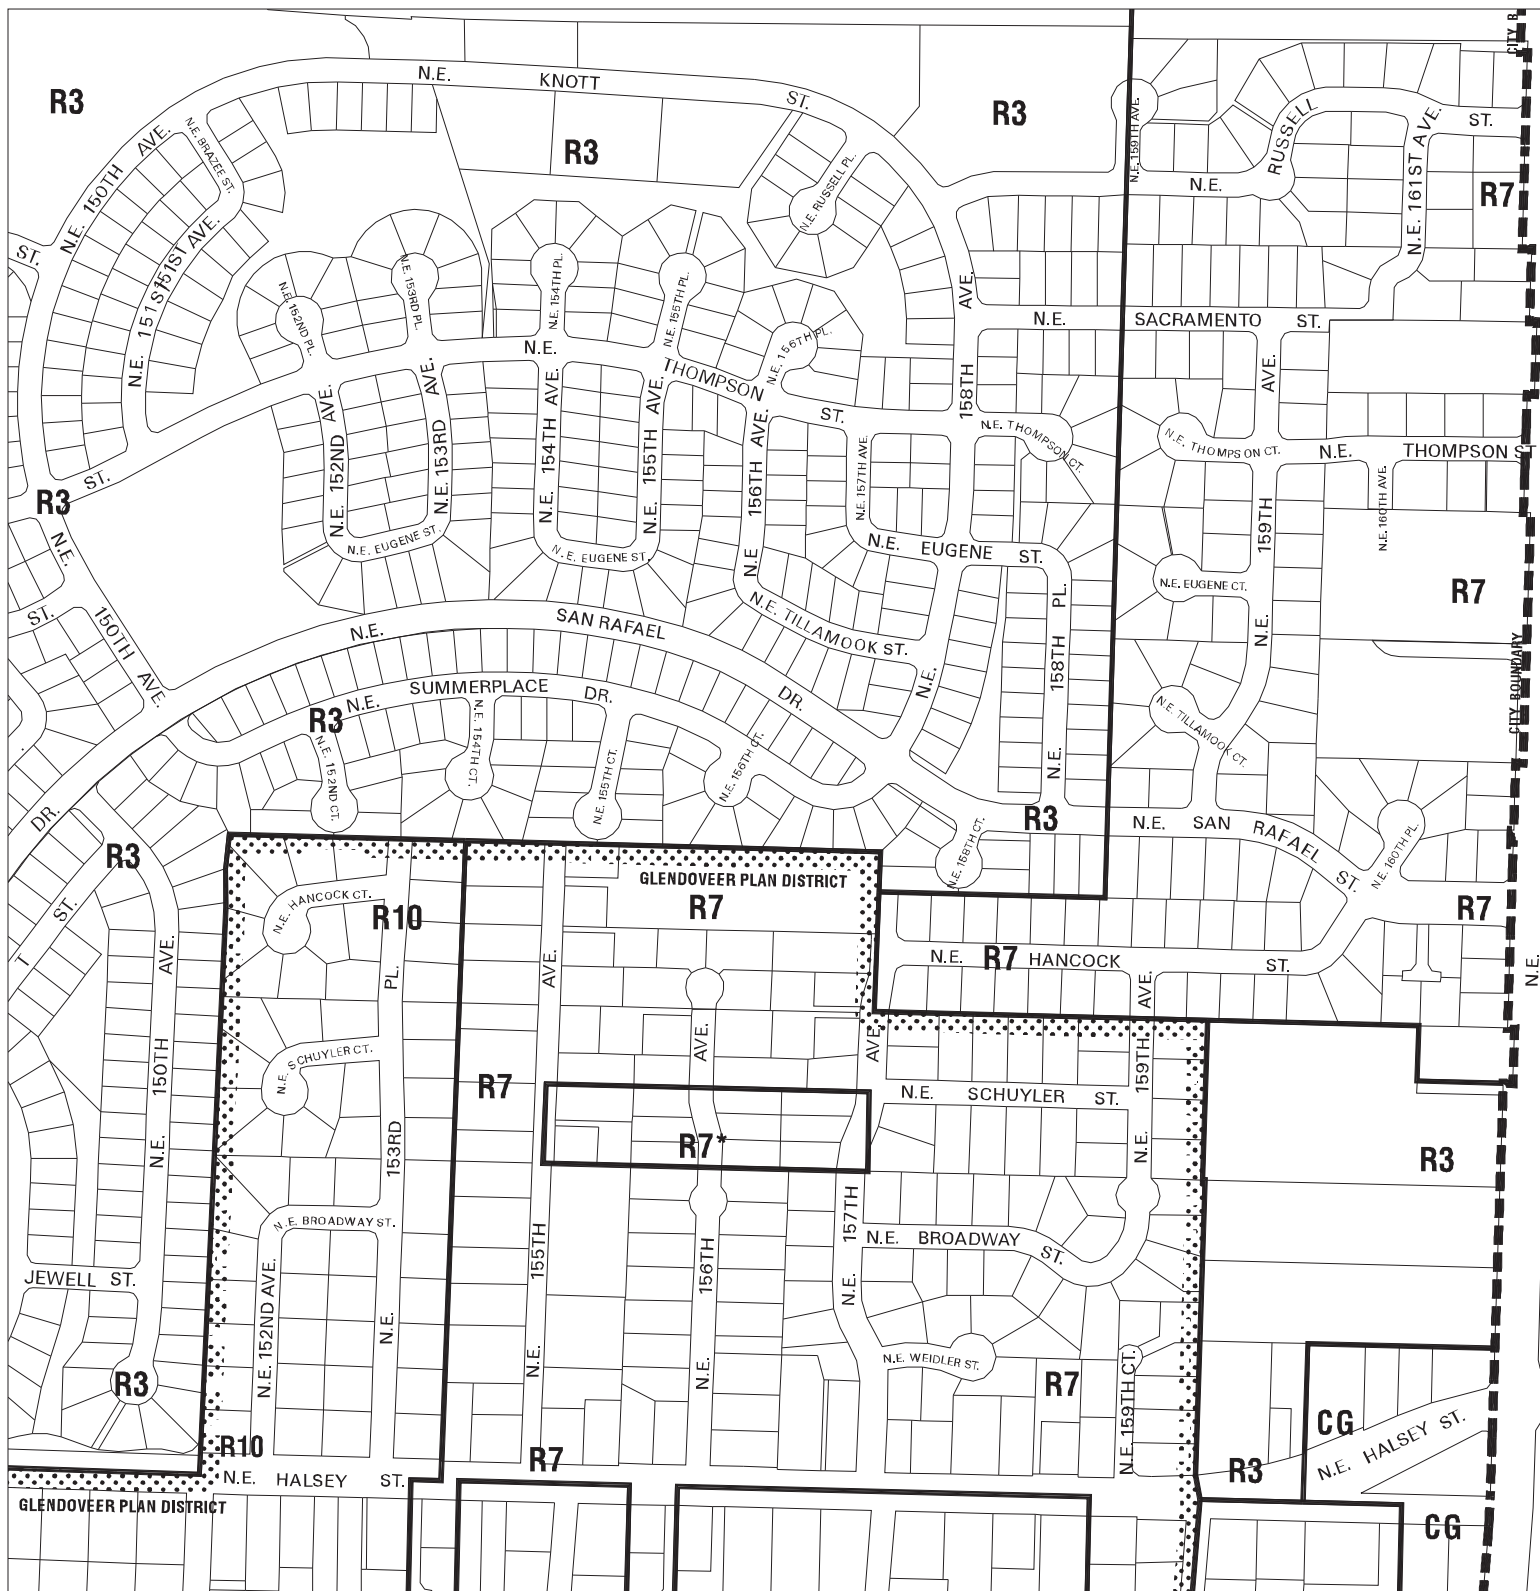 CITY B
R3
N.E. KNOTT ST.
R3
R3
N.E. 150TH AVE.
N.E. BRAZEE ST.
N.E. 159TH AVE.
RUSSELL
ST.
N.E. 161ST AVE.
N.E.
R7
N.E. RUSSELL PL.
ST.
N.E. 151ST
151ST AVE.
N.E. 152ND PL.
N.E. 153RD PL.
N.E. 154TH PL.
N.E. 155TH PL.
N.E. 156TH PL.
158TH AVE.
N.E. SACRAMENTO ST.
N.E.
THOMPSON
ST.
N.E. 152ND AVE.
N.E. 153RD AVE.
N.E. 154TH AVE.
N.E. 155TH AVE.
N.E. 156TH AVE.
N.E. 157TH AVE.
N.E. THOMPSON CT.
N.E. THOMPSON CT.
N.E. THOMPSON ST
N.E. 159TH AVE.
N.E. 160TH AVE.
ST.
R3
N.E. 150TH AVE.
N.E. EUGENE ST.
N.E. EUGENE ST.
N.E. EUGENE ST.
N.E. EUGENE CT.
R7
ST.
N.E. SAN RAFAEL DR.
N.E. TILLAMOOK ST.
N.E.
N.E. 158TH PL.
CITY BOUNDARY
N.E. SUMMERPLACE DR.
R3
N.E. 152ND CT.
N.E. 154TH CT.
N.E. 155TH CT.
N.E. 156TH CT.
N.E. TILLAMOOK CT.
DR.
R3
R3
N.E. SAN RAFAEL ST.
N.E. 158TH CT.
N.E. 160TH PL.
GLENDOVEER PLAN DISTRICT
R7
R10
N.E. HANCOCK CT.
R7
T ST.
N.E. R7 HANCOCK ST.
N.E.
N.E. 150TH AVE.
N.E. 153RD PL.
N.E. 155TH AVE.
N.E. 156TH AVE.
N.E. 157TH AVE.
N.E. 159TH AVE.
N.E. SCHUYLER CT.
R7
N.E. SCHUYLER ST.
R7*
R3
N.E. BROADWAY ST.
N.E. BROADWAY ST.
JEWELL ST.
N.E. 152ND AVE.
N.E. WEIDLER ST.
R3
R7
N.E. 159TH CT.
CG
N.E. HALSEY ST.
R10
R7
R3
N.E. HALSEY ST.
GLENDOVEER PLAN DISTRICT
CG